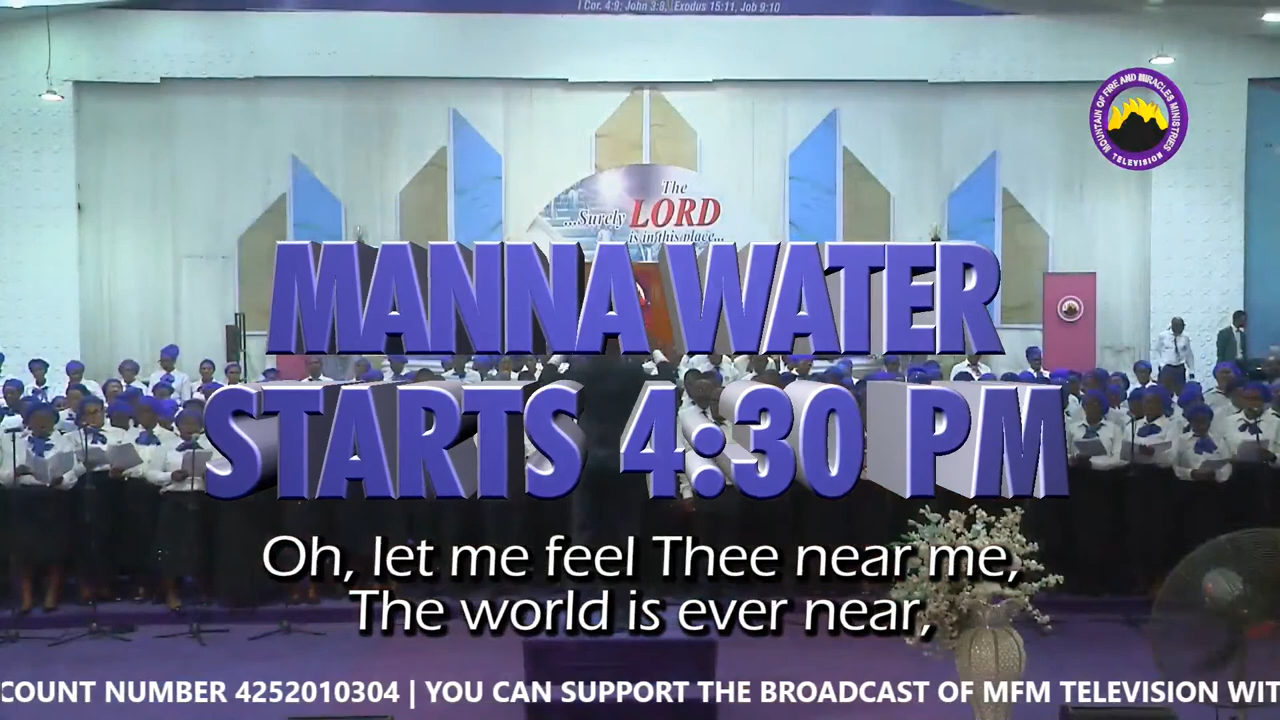 I Cor. 4:9; John 3:8, Exodus 15:11, Job 9:10
MOUNTAIN OF FIRE AND MIRACLES MINISTRIES
TELEVISION
The
...Surely LORD
is in this place...
MANNA WATER
STARTS 4:30 PM
Oh, let me feel Thee near me,
The world is ever near,
COUNT NUMBER 4252010304 | YOU CAN SUPPORT THE BROADCAST OF MFM TELEVISION WIT